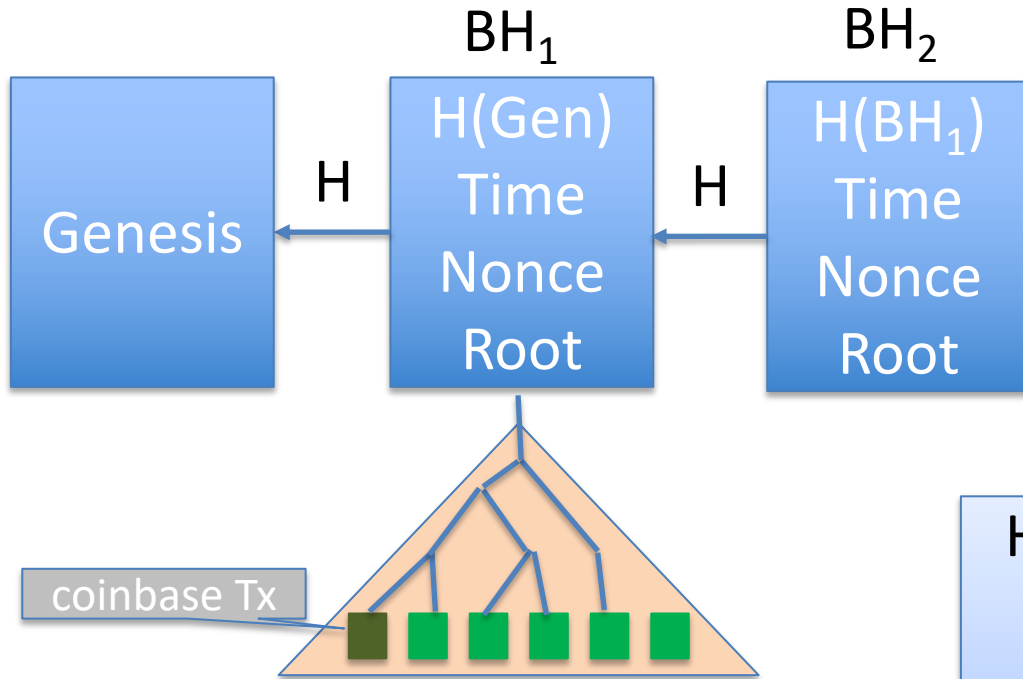 BH₁
BH₂
Genesis
H
H(Gen)
Time
Nonce
Root
H
H(BH₁)
Time
Nonce
Root
coinbase Tx
H